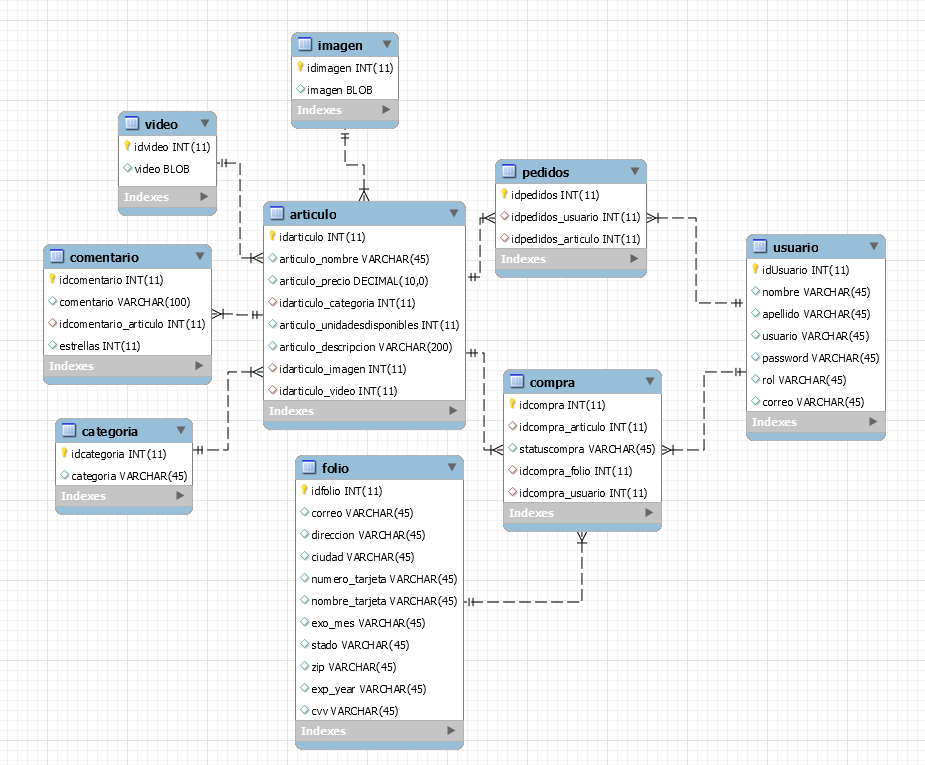 imagen
idimagen INT(11)
imagen BLOB
Indexes
video
idvideo INT(11)
video BLOB
Indexes
pedidos
idpedidos INT(11)
idpedidos_usuario INT(11)
idpedidos_articulo INT(11)
Indexes
articulo
idarticulo INT(11)
articulo_nombre VARCHAR(45)
articulo_precio DECIMAL(10,0)
idarticulo_categoria INT(11)
articulo_unidadesdisponibles INT(11)
articulo_descripcion VARCHAR(200)
idarticulo_imagen INT(11)
idarticulo_video INT(11)
Indexes
usuario
idUsuario INT(11)
nombre VARCHAR(45)
apellido VARCHAR(45)
usuario VARCHAR(45)
password VARCHAR(45)
rol VARCHAR(45)
correo VARCHAR(45)
Indexes
comentario
idcomentario INT(11)
comentario VARCHAR(100)
idcomentario_articulo INT(11)
estrellas INT(11)
Indexes
compra
idcompra INT(11)
idcompra_articulo INT(11)
statuscompra VARCHAR(45)
idcompra_folio INT(11)
idcompra_usuario INT(11)
Indexes
categoria
idcategoria INT(11)
categoria VARCHAR(45)
Indexes
folio
idfolio INT(11)
correo VARCHAR(45)
direccion VARCHAR(45)
ciudad VARCHAR(45)
numero_tarjeta VARCHAR(45)
nombre_tarjeta VARCHAR(45)
exo_mes VARCHAR(45)
stado VARCHAR(45)
zip VARCHAR(45)
exp_year VARCHAR(45)
cvv VARCHAR(45)
Indexes